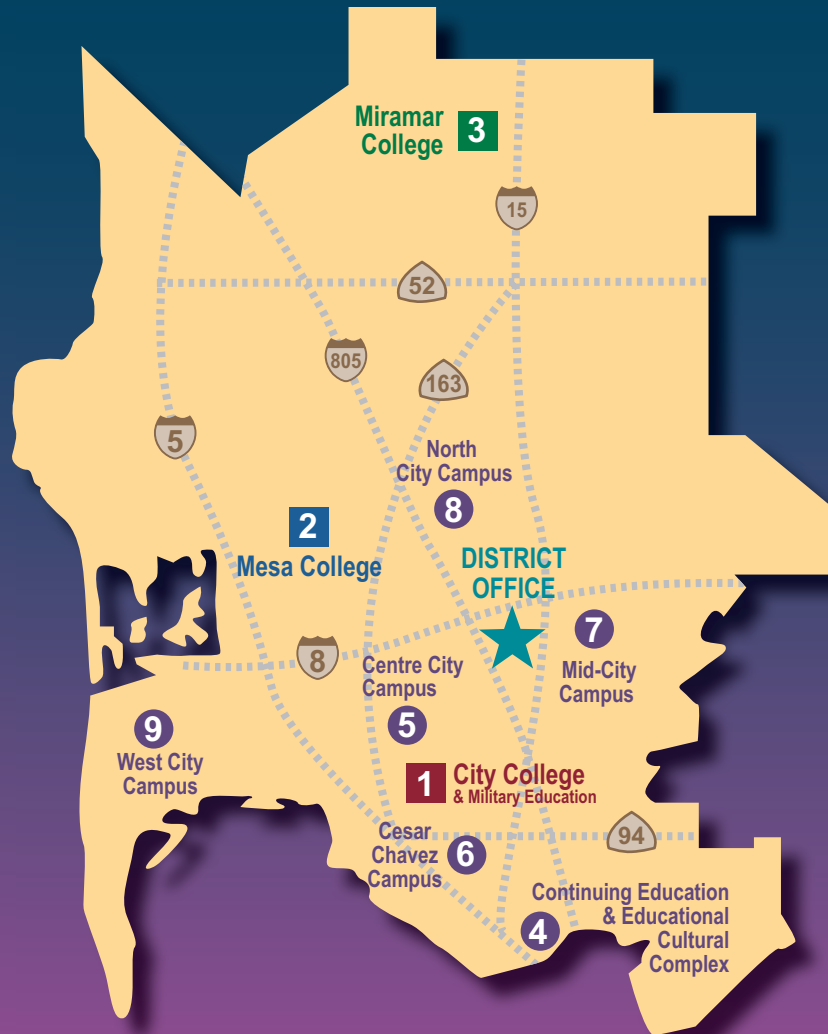 Miramar
College
3
15
52
805
163
5
North
City Campus
8
2
Mesa College
DISTRICT
OFFICE
7
Mid-City
Campus
8
Centre City
Campus
5
9
West City
Campus
1
City College
& Military Education
94
Cesar
Chavez
Campus
6
Continuing Education
& Educational
Cultural
Complex
4